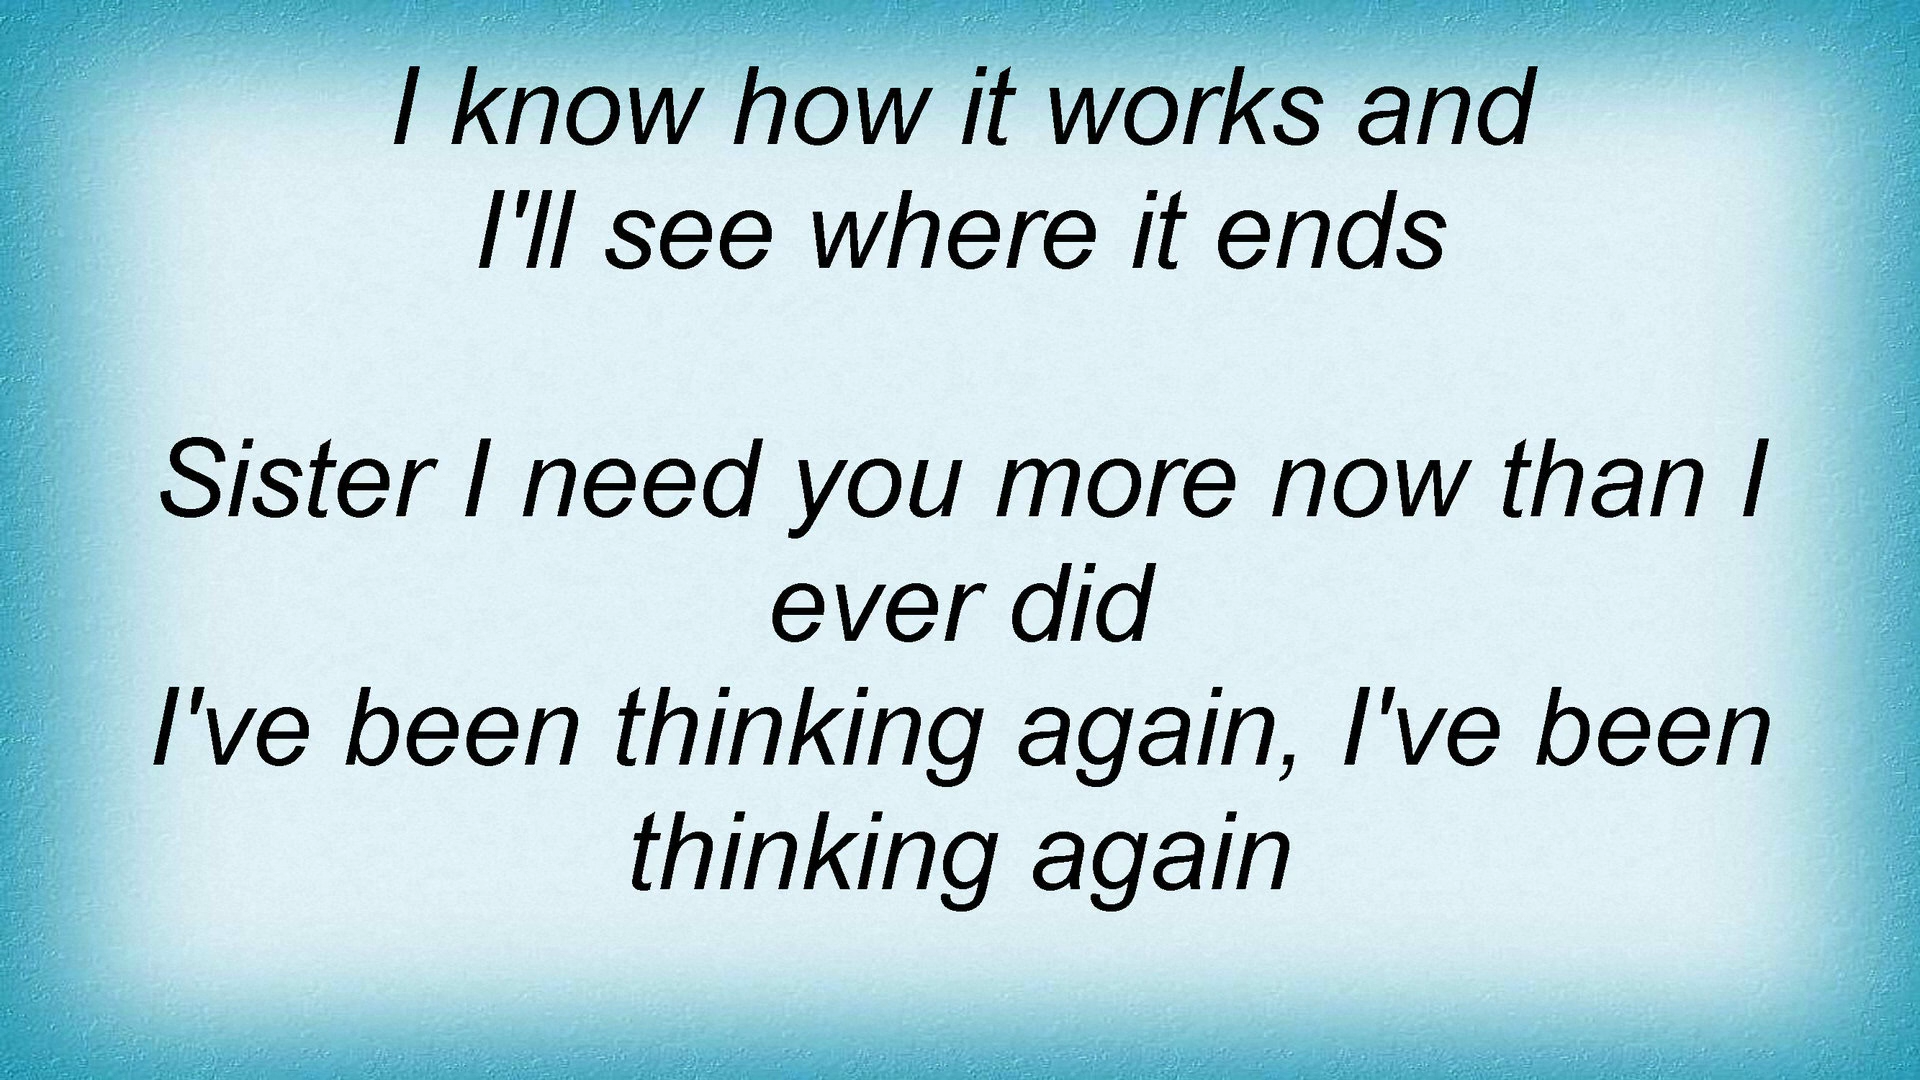 I know how it works and
I'll see where it ends
Sister I need you more now than I
ever did
I've been thinking again, I've been
thinking again